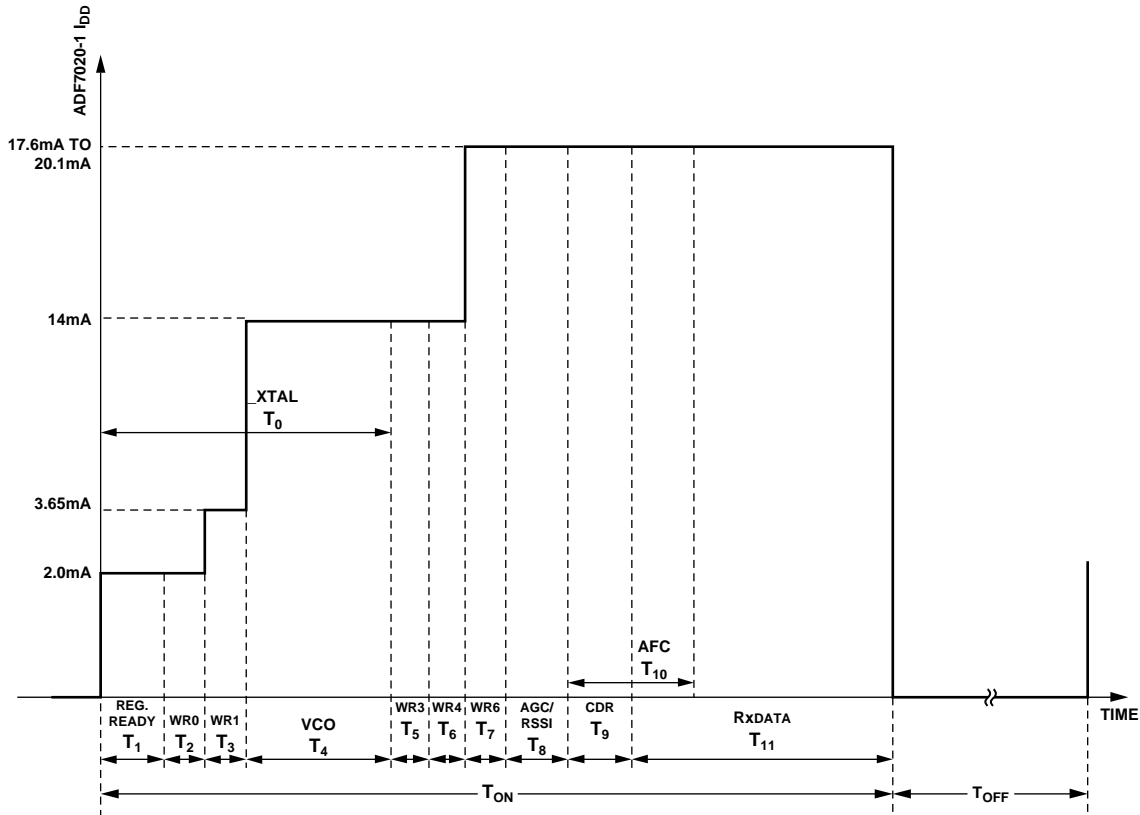 ADF7020-1 IDD
17.6mA TO
20.1mA
14mA
_XTAL
T0
3.65mA
2.0mA
AFC
T10
REG.
READY
T1
WR0
T2
WR1
T3
VCO
T4
WR3
T5
WR4
T6
WR6
T7
AGC/
RSSI
T8
CDR
T9
RxDATA
T11
TIME
TON
TOFF